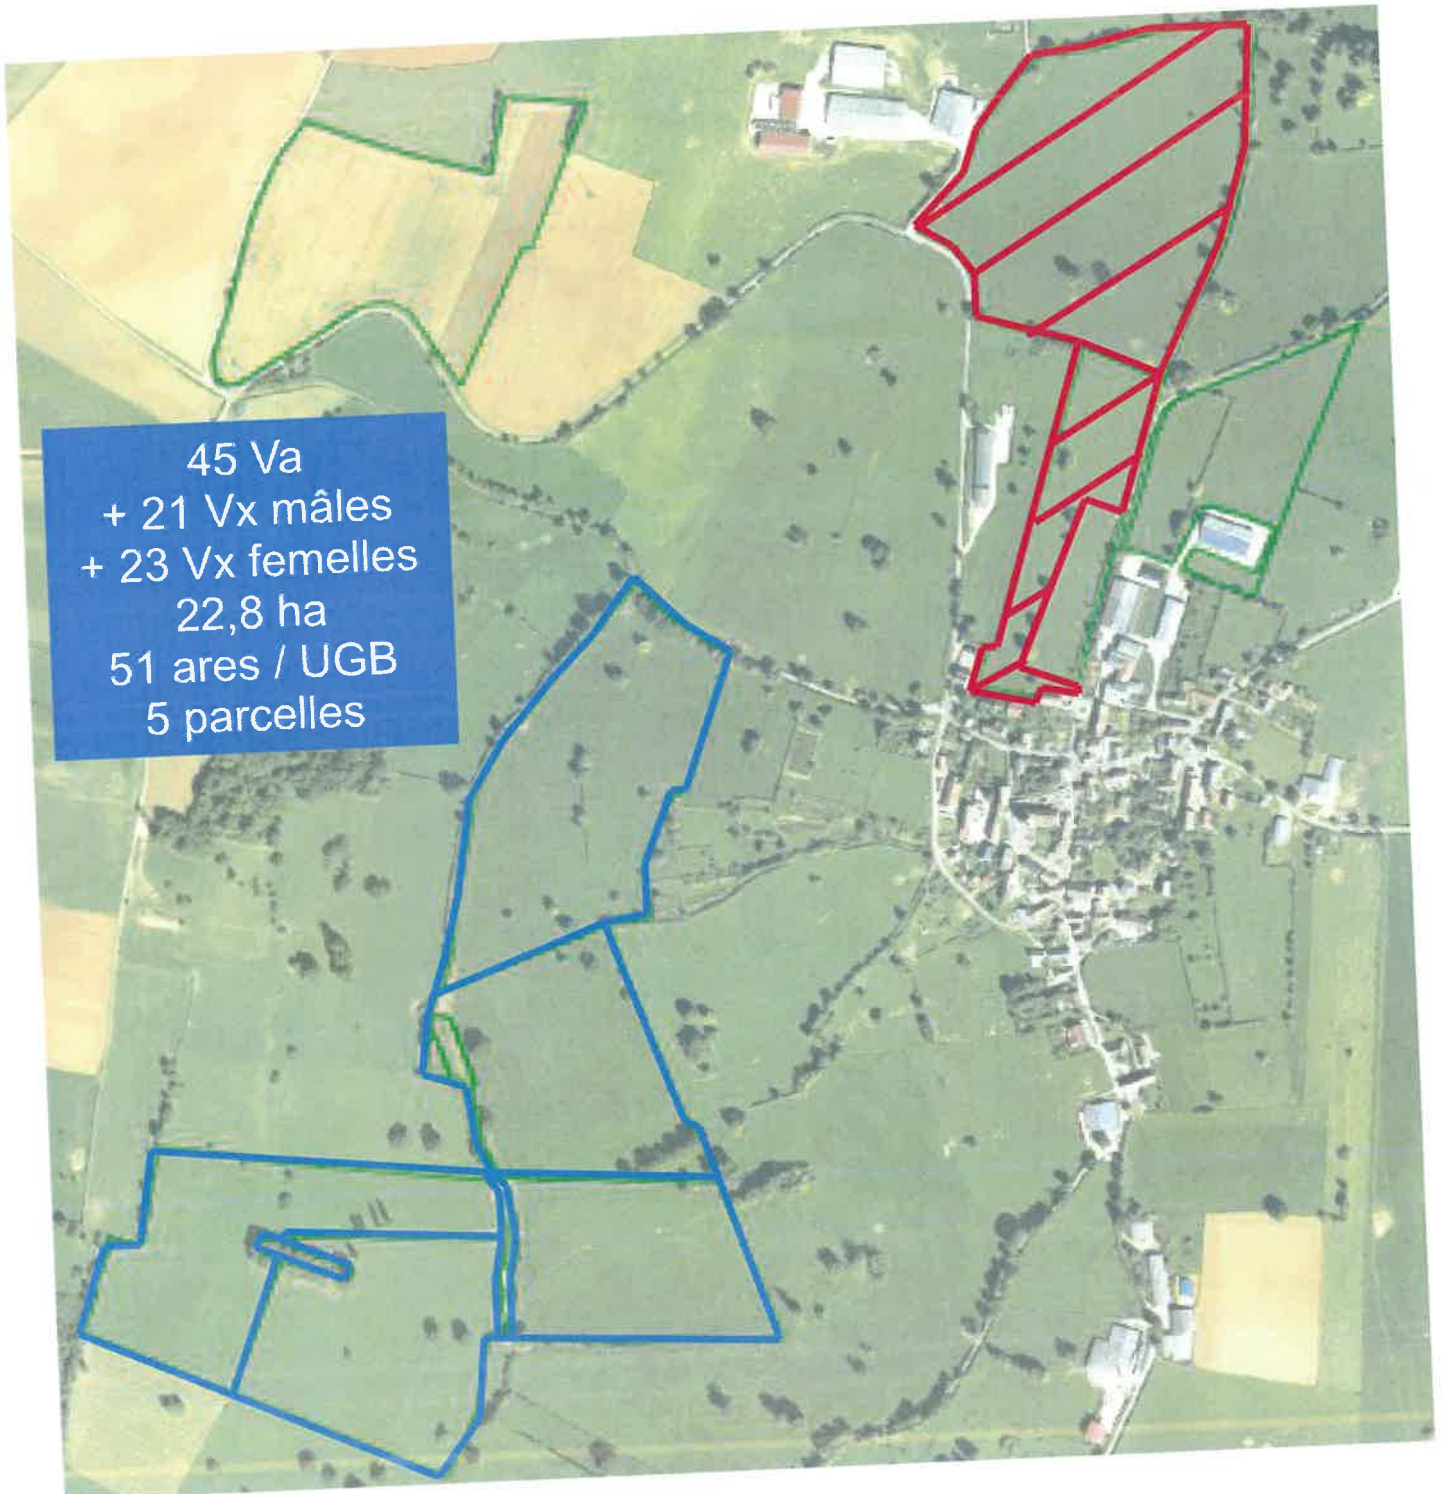 45 Va
+ 21 Vx mâles
+ 23 Vx femelles
22,8 ha
51 ares / UGB
5 parcelles